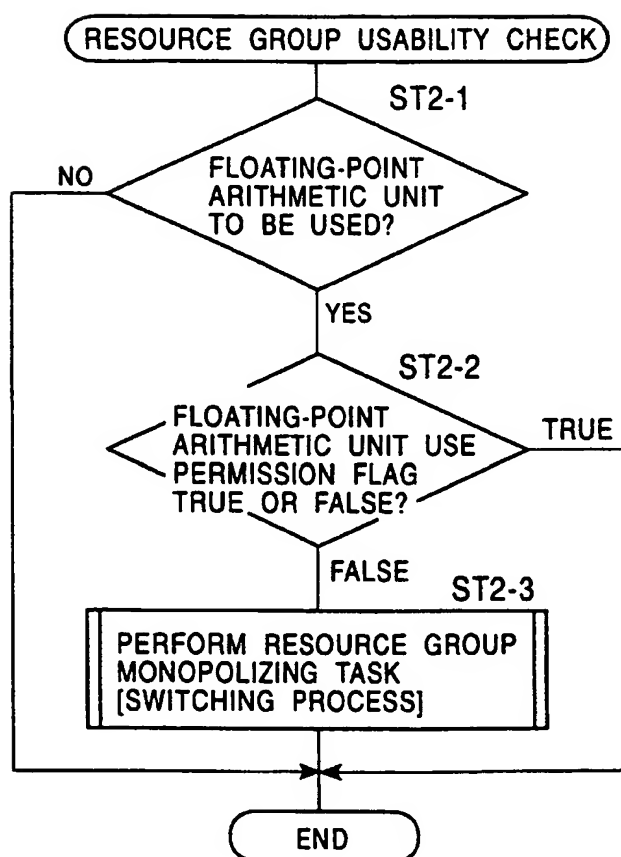 RESOURCE GROUP USABILITY CHECK
ST2-1
FLOATING-POINT
ARITHMETIC UNIT
TO BE USED?
NO
YES
ST2-2
FLOATING-POINT
ARITHMETIC UNIT USE
PERMISSION FLAG
TRUE OR FALSE?
TRUE
FALSE
ST2-3
PERFORM RESOURCE GROUP
MONOPOLIZING TASK
[SWITCHING PROCESS]
END